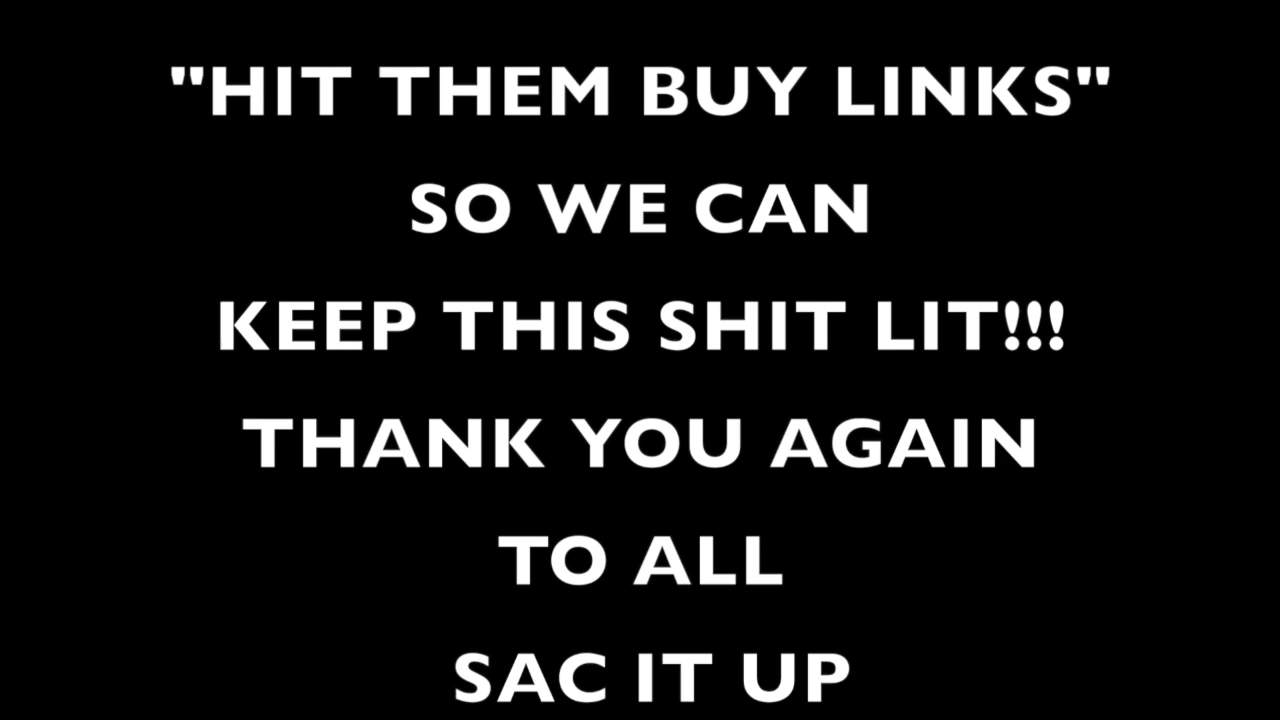 "HIT THEM BUY LINKS"
SO WE CAN
KEEP THIS SHIT LIT!!!
THANK YOU AGAIN
TO ALL
SAC IT UP